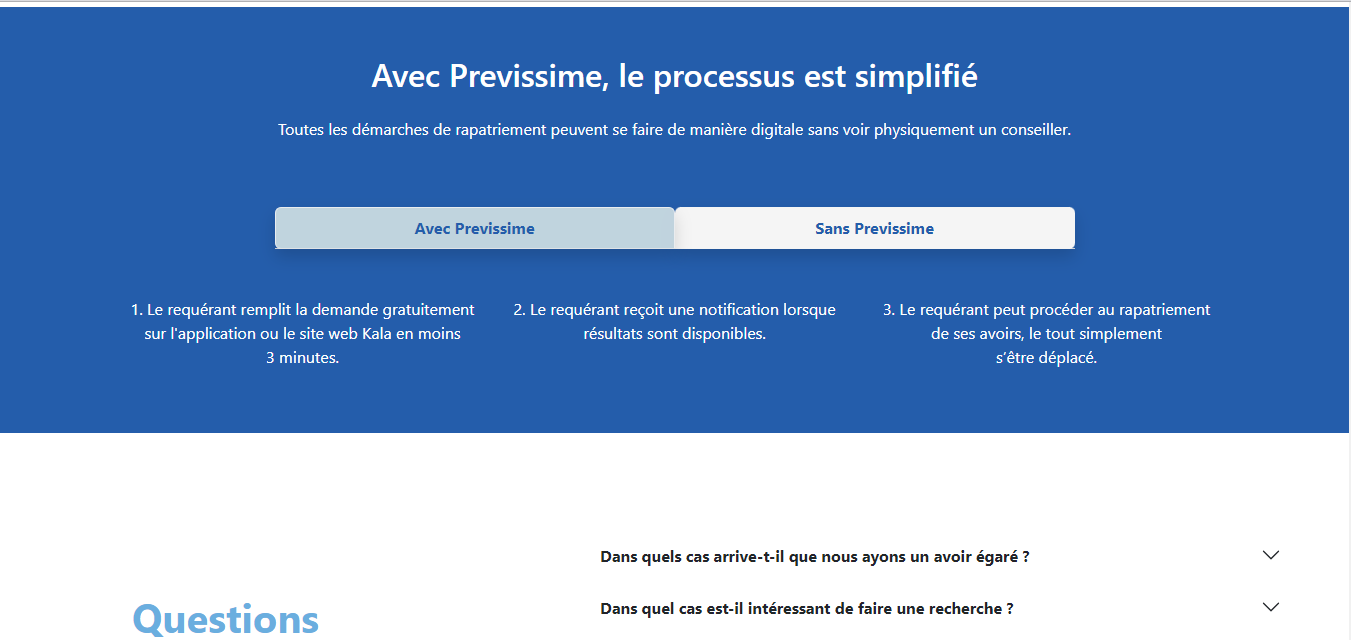 Avec Previssime, le processus est simplifié
Toutes les démarches de rapatriement peuvent se faire de manière digitale sans voir physiquement un conseiller.
Avec Previssime
Sans Previssime
1. Le requérant remplit la demande gratuitement
sur l'application ou le site web Kala en moins
3 minutes.
2. Le requérant reçoit une notification lorsque
résultats sont disponibles.
3. Le requérant peut procéder au rapatriement
de ses avoirs, le tout simplement
s’être déplacé.
Dans quels cas arrive-t-il que nous ayons un avoir égaré ?
Dans quel cas est-il intéressant de faire une recherche ?
Questions